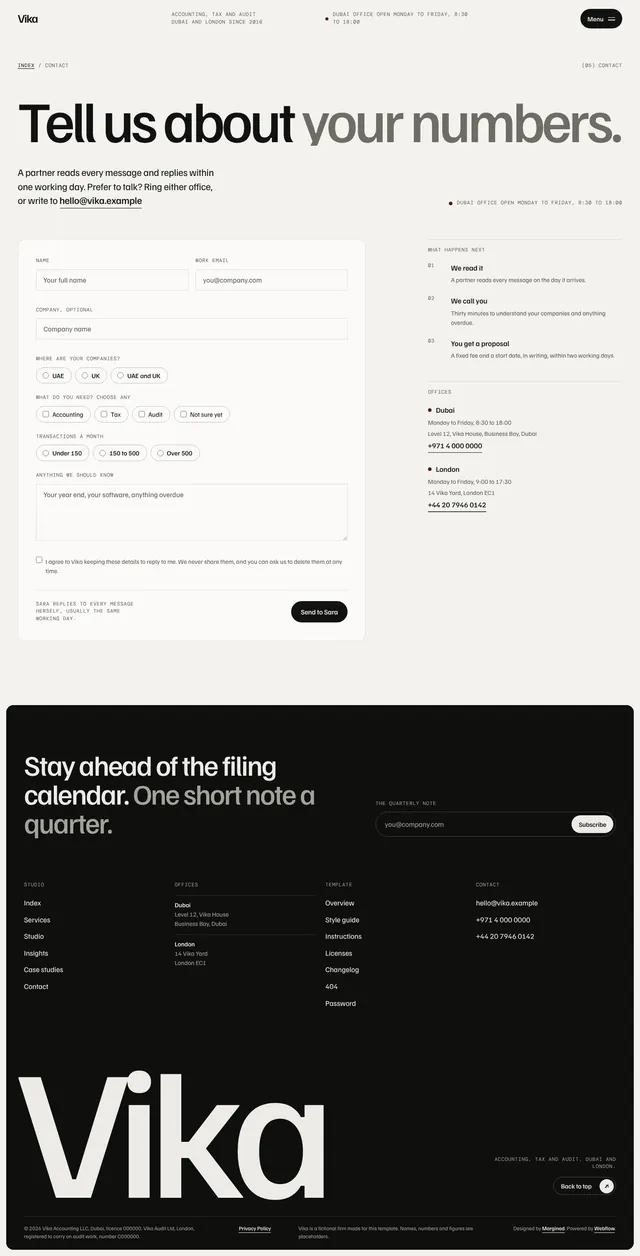 Vika
ACCOUNTING, TAX AND AUDIT
DUBAI AND LONDON SINCE 2016
DUBAI OFFICE OPEN MONDAY TO FRIDAY, 8:30
TO 18:00
Menu
INDEX / CONTACT
(05) CONTACT
Tell us about your numbers.
A partner reads every message and replies within
one working day. Prefer to talk? Ring either office,
or write to hello@vika.example
DUBAI OFFICE OPEN MONDAY TO FRIDAY, 8:30 TO 18:00
NAME
WORK EMAIL
Your full name
you@company.com
COMPANY, OPTIONAL
Company name
WHERE ARE YOUR COMPANIES?
UAE
UK
UAE and UK
WHAT DO YOU NEED? CHOOSE ANY
Accounting
Tax
Audit
Not sure yet
TRANSACTIONS A MONTH
Under 150
150 to 500
Over 500
ANYTHING WE SHOULD KNOW
Your year end, your software, anything overdue
I agree to Vika keeping these details to reply to me. We never share them, and you can ask us to delete them at any
time.
SARA REPLIES TO EVERY MESSAGE
HERSELF, USUALLY THE SAME
WORKING DAY.
Send to Sara
WHAT HAPPENS NEXT
01
We read it
A partner reads every message on the day it arrives.
02
We call you
Thirty minutes to understand your companies and anything
overdue.
03
You get a proposal
A fixed fee and a start date, in writing, within two working days.
OFFICES
Dubai
Monday to Friday, 8:30 to 18:00
Level 12, Vika House, Business Bay, Dubai
+971 4 000 0000
London
Monday to Friday, 9:00 to 17:30
14 Vika Yard, London EC1
+44 20 7946 0142
Stay ahead of the filing
calendar. One short note a
quarter.
THE QUARTERLY NOTE
you@company.com
Subscribe
STUDIO
Index
Services
Studio
Insights
Case studies
Contact
OFFICES
Dubai
Level 12, Vika House
Business Bay, Dubai
London
14 Vika Yard
London EC1
TEMPLATE
Overview
Style guide
Instructions
Licenses
Changelog
404
Password
CONTACT
hello@vika.example
+971 4 000 0000
+44 20 7946 0142
Vika
ACCOUNTING, TAX AND AUDIT. DUBAI AND
LONDON.
Back to top
© 2026 Vika Accounting LLC, Dubai, licence 000000. Vika Audit Ltd, London,
registered to carry on audit work, number C0000000.
Privacy Policy
Vika is a fictional firm made for this template. Names, numbers and figures are
placeholders.
Designed by Margined. Powered by Webflow.